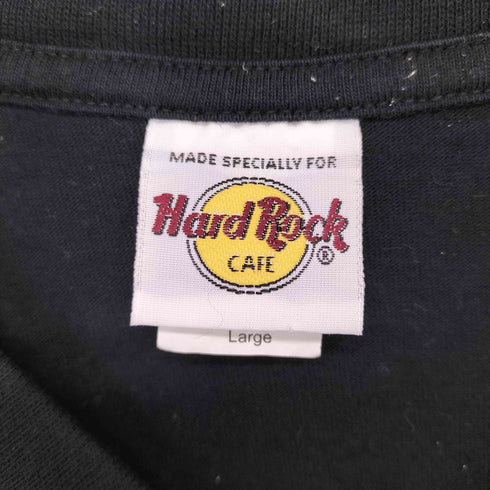 MADE SPECIALLY FOR
Hard Rock
CAFE
®
Large